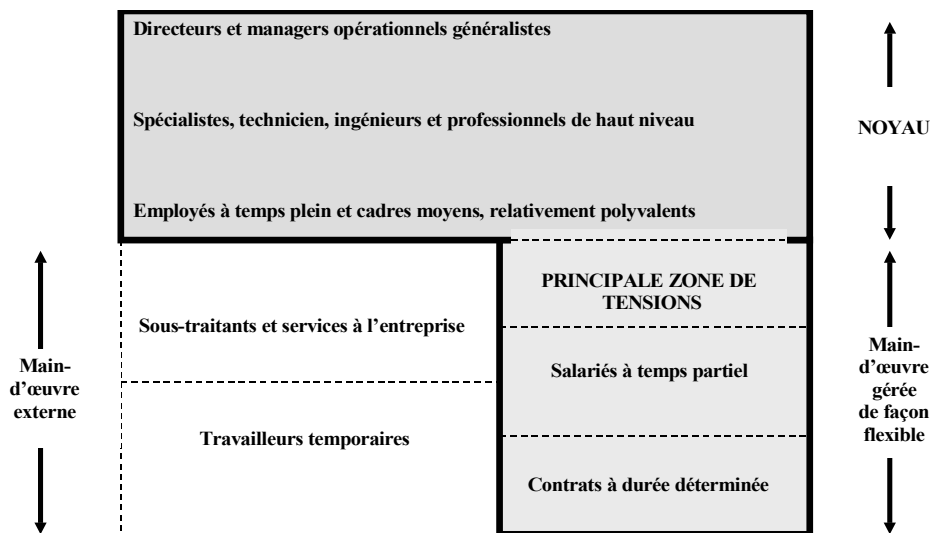 Directeurs et managers opérationnels généralistes
Spécialistes, technicien, ingénieurs et professionnels de haut niveau
NOYAU
Employés à temps plein et cadres moyens, relativement polyvalents
PRINCIPALE ZONE DE
TENSIONS
Sous-traitants et services à l'entreprise
Main-
d'œuvre
externe
Salariés à temps partiel
Main-
d'œuvre
gérée
de façon
flexible
Travailleurs temporaires
Contrats à durée déterminée